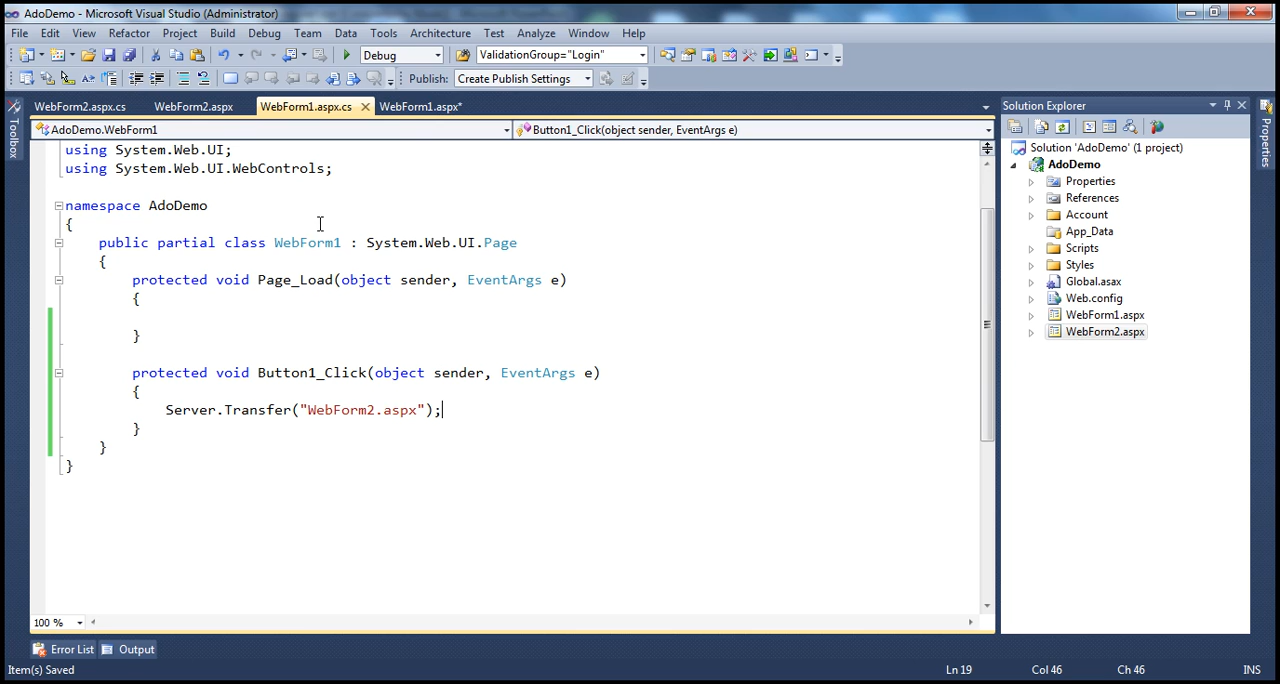 AdoDemo - Microsoft Visual Studio (Administrator)
File Edit View Refactor Project Build Debug Team Data Tools Architecture Test Analyze Window Help
Debug ValidationGroup="Login"
Publish: Create Publish Settings
WebForm2.aspx.cs WebForm2.aspx WebForm1.aspx.cs WebForm1.aspx*
Solution Explorer
Toolbox
Properties
AdoDemo.WebForm1 Button1_Click(object sender, EventArgs e)
using System.Web.UI;
using System.Web.UI.WebControls;
namespace AdoDemo
{
public partial class WebForm1 : System.Web.UI.Page
{
protected void Page_Load(object sender, EventArgs e)
{
}
protected void Button1_Click(object sender, EventArgs e)
{
Server.Transfer("WebForm2.aspx");
}
}
}
Solution 'AdoDemo' (1 project)
AdoDemo
Properties
References
Account
App_Data
Scripts
Styles
Global.asax
Web.config
WebForm1.aspx
WebForm2.aspx
100 %
Error List Output
Item(s) Saved Ln 19 Col 46 Ch 46 INS